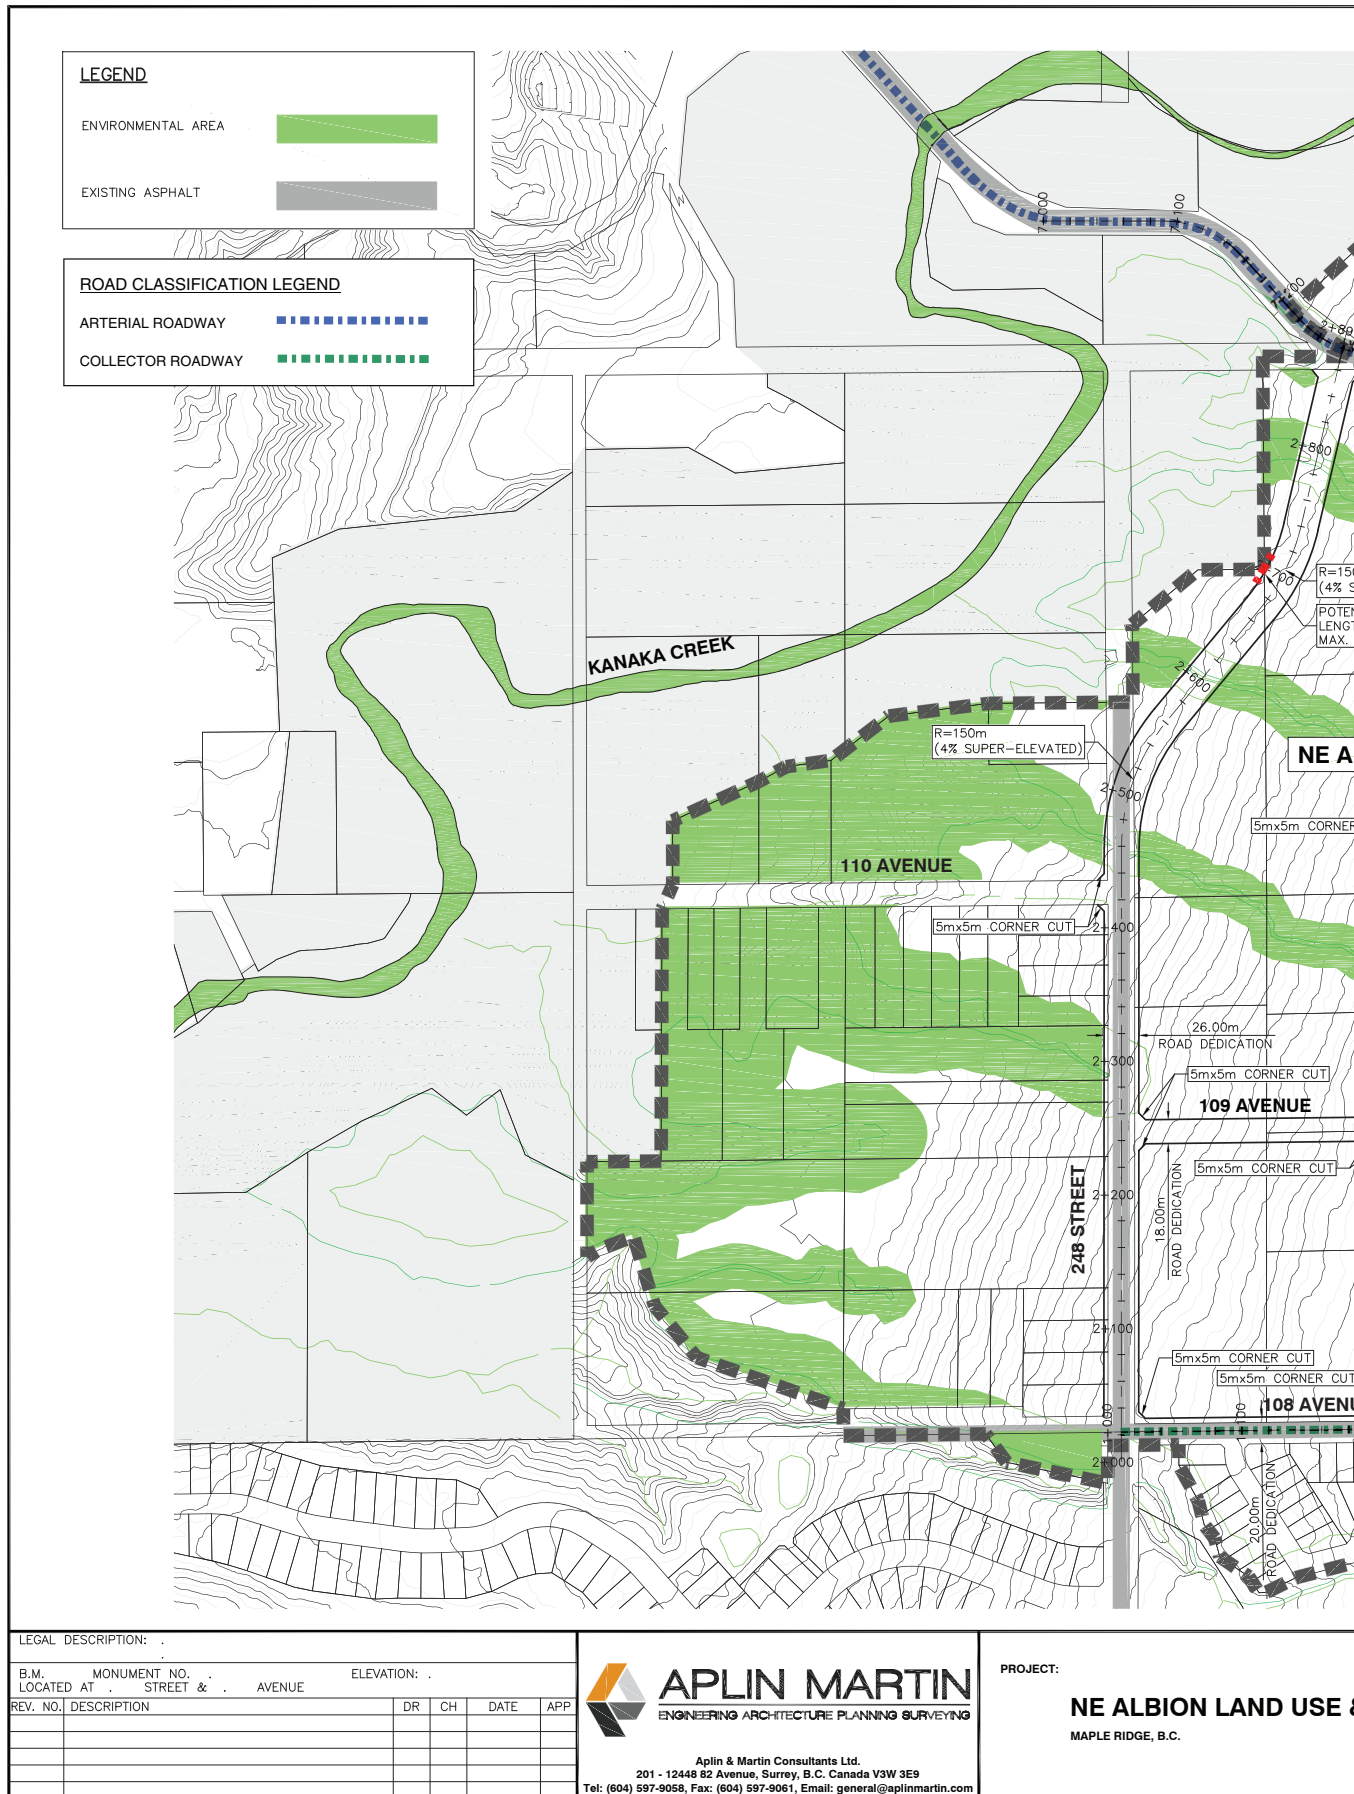 LEGEND
ENVIRONMENTAL AREA
EXISTING ASPHALT
ROAD CLASSIFICATION LEGEND
ARTERIAL ROADWAY
COLLECTOR ROADWAY
7+000
7+100
2+800
R=150
(4% S
POTEN
LENGT
MAX.
KANAKA CREEK
2+600
R=150m
(4% SUPER-ELEVATED)
NE A
2+500
5mx5m CORNER
110 AVENUE
5mx5m CORNER CUT
2+400
26.00m
ROAD DEDICATION
2+300
5mx5m CORNER CUT
109 AVENUE
5mx5m CORNER CUT
18.00m
ROAD DEDICATION
248 STREET
2+200
2+100
5mx5m CORNER CUT
5mx5m CORNER CUT
108 AVENU
2+000
20.00m
ROAD DEDICATION
LEGAL DESCRIPTION: .
.
B.M. MONUMENT NO. . ELEVATION: .
LOCATED AT . STREET & . AVENUE
REV. NO. DESCRIPTION DR CH DATE APP
APLIN MARTIN
ENGINEERING ARCHITECTURE PLANNING SURVEYING
Aplin & Martin Consultants Ltd.
201 - 12448 82 Avenue, Surrey, B.C. Canada V3W 3E9
Tel: (604) 597-9058, Fax: (604) 597-9061, Email: general@aplinmartin.com
PROJECT:
NE ALBION LAND USE &
MAPLE RIDGE, B.C.